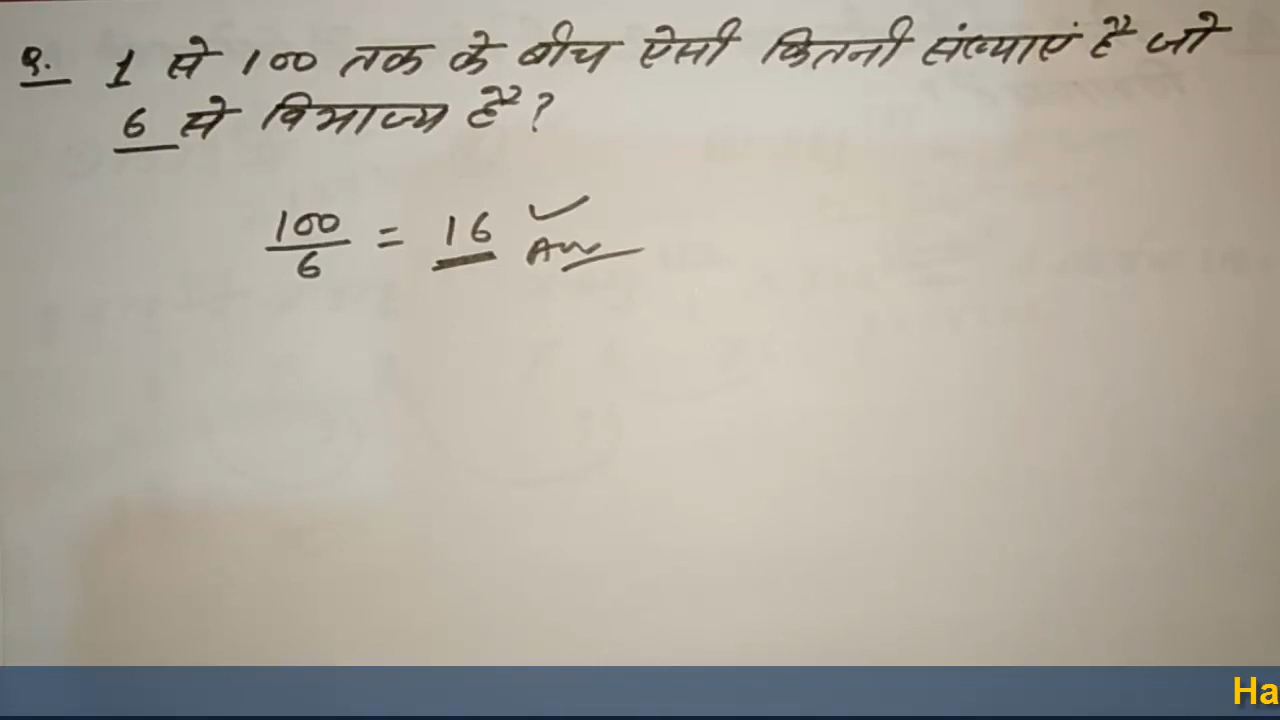 Q. 1 से 100 तक के बीच ऐसी कितनी संख्याएं हैं जो
6 से विभाज्य हैं?
100/6 = 16 ✓ Ans
Ha